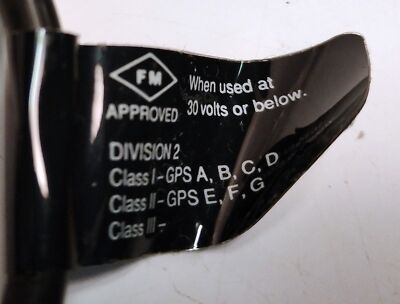 FM
APPROVED
When used at
30 volts or below.
DIVISION 2
Class I - GPS A, B, C, D
Class II - GPS E, F, G
Class III -